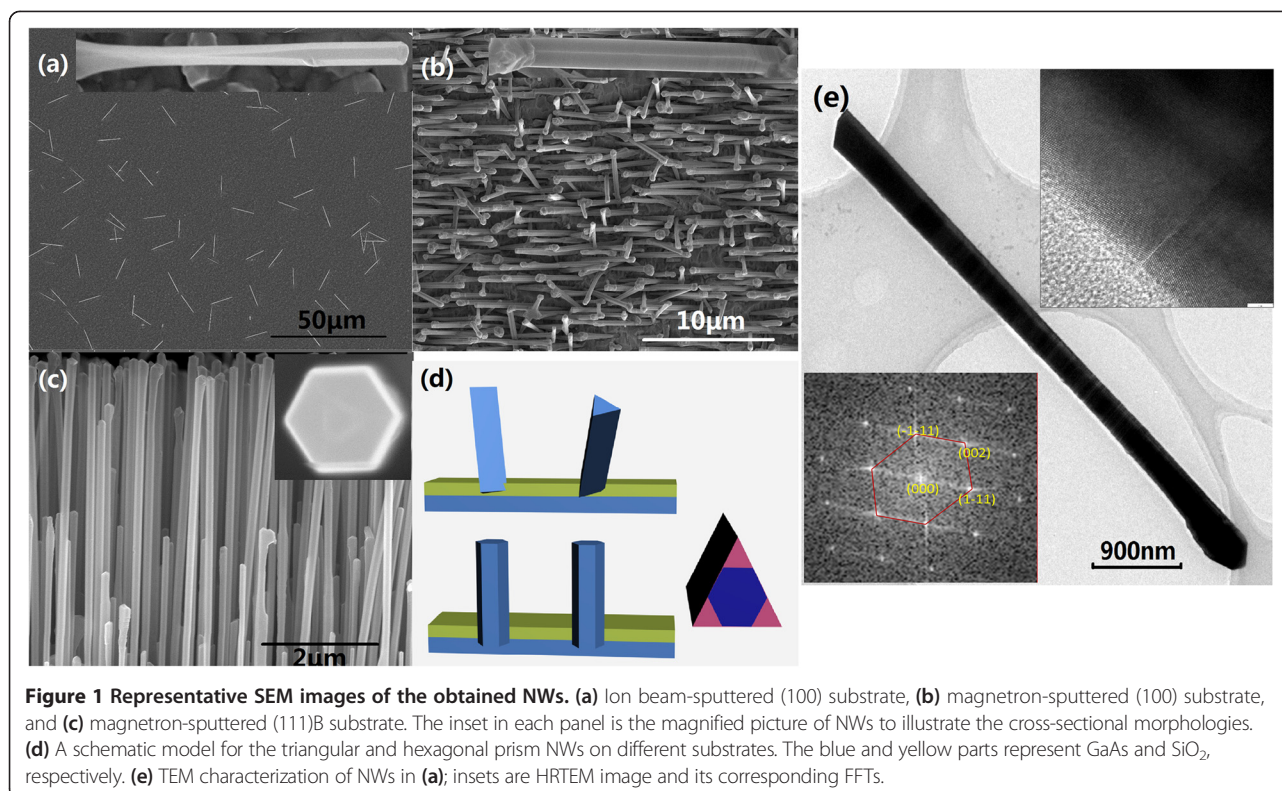 (a)
50μm
(b)
10μm
(c)
2μm
(d)
(e)
(-1-11)
(002)
(000)
(1-11)
900nm
Figure 1 Representative SEM images of the obtained NWs. (a) Ion beam-sputtered (100) substrate, (b) magnetron-sputtered (100) substrate,
and (c) magnetron-sputtered (111)B substrate. The inset in each panel is the magnified picture of NWs to illustrate the cross-sectional morphologies.
(d) A schematic model for the triangular and hexagonal prism NWs on different substrates. The blue and yellow parts represent GaAs and SiO₂,
respectively. (e) TEM characterization of NWs in (a); insets are HRTEM image and its corresponding FFTs.